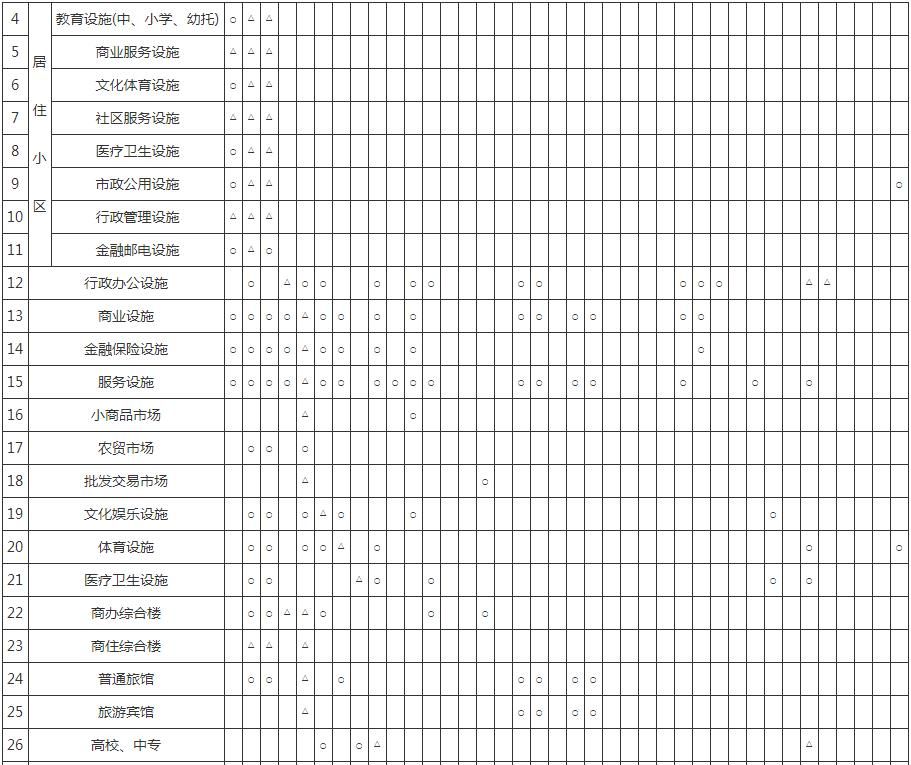 4 教育设施(中、小学、幼托) ○ △ △
5 商业服务设施 △ △ △
居
6 文化体育设施 ○ △ △
住
7 社区服务设施 △ △ △
8 医疗卫生设施 ○ △ △
小
9 市政公用设施 ○ △ △ ○
区
10 行政管理设施 △ △ △
11 金融邮电设施 ○ △ ○
12 行政办公设施 ○ △ ○ ○ ○ ○ ○ ○ ○ ○ ○ ○ △ △
13 商业设施 ○ ○ ○ ○ △ ○ ○ ○ ○ ○ ○ ○ ○ ○ ○
14 金融保险设施 ○ ○ ○ ○ △ ○ ○ ○ ○ ○
15 服务设施 ○ ○ ○ ○ △ ○ ○ ○ ○ ○ ○ ○ ○ ○ ○ ○ ○ ○
16 小商品市场 △ ○
17 农贸市场 ○ ○ ○
18 批发交易市场 △ ○
19 文化娱乐设施 ○ ○ ○ △ ○ ○ ○
20 体育设施 ○ ○ ○ ○ △ ○ ○ ○
21 医疗卫生设施 ○ ○ △ ○ ○ ○ ○
22 商办综合楼 ○ ○ △ △ ○ ○ ○
23 商住综合楼 △ △ △
24 普通旅馆 ○ ○ △ ○ ○ ○ ○ ○
25 旅游宾馆 △ ○ ○ ○ ○
26 高校、中专 ○ ○ △ △